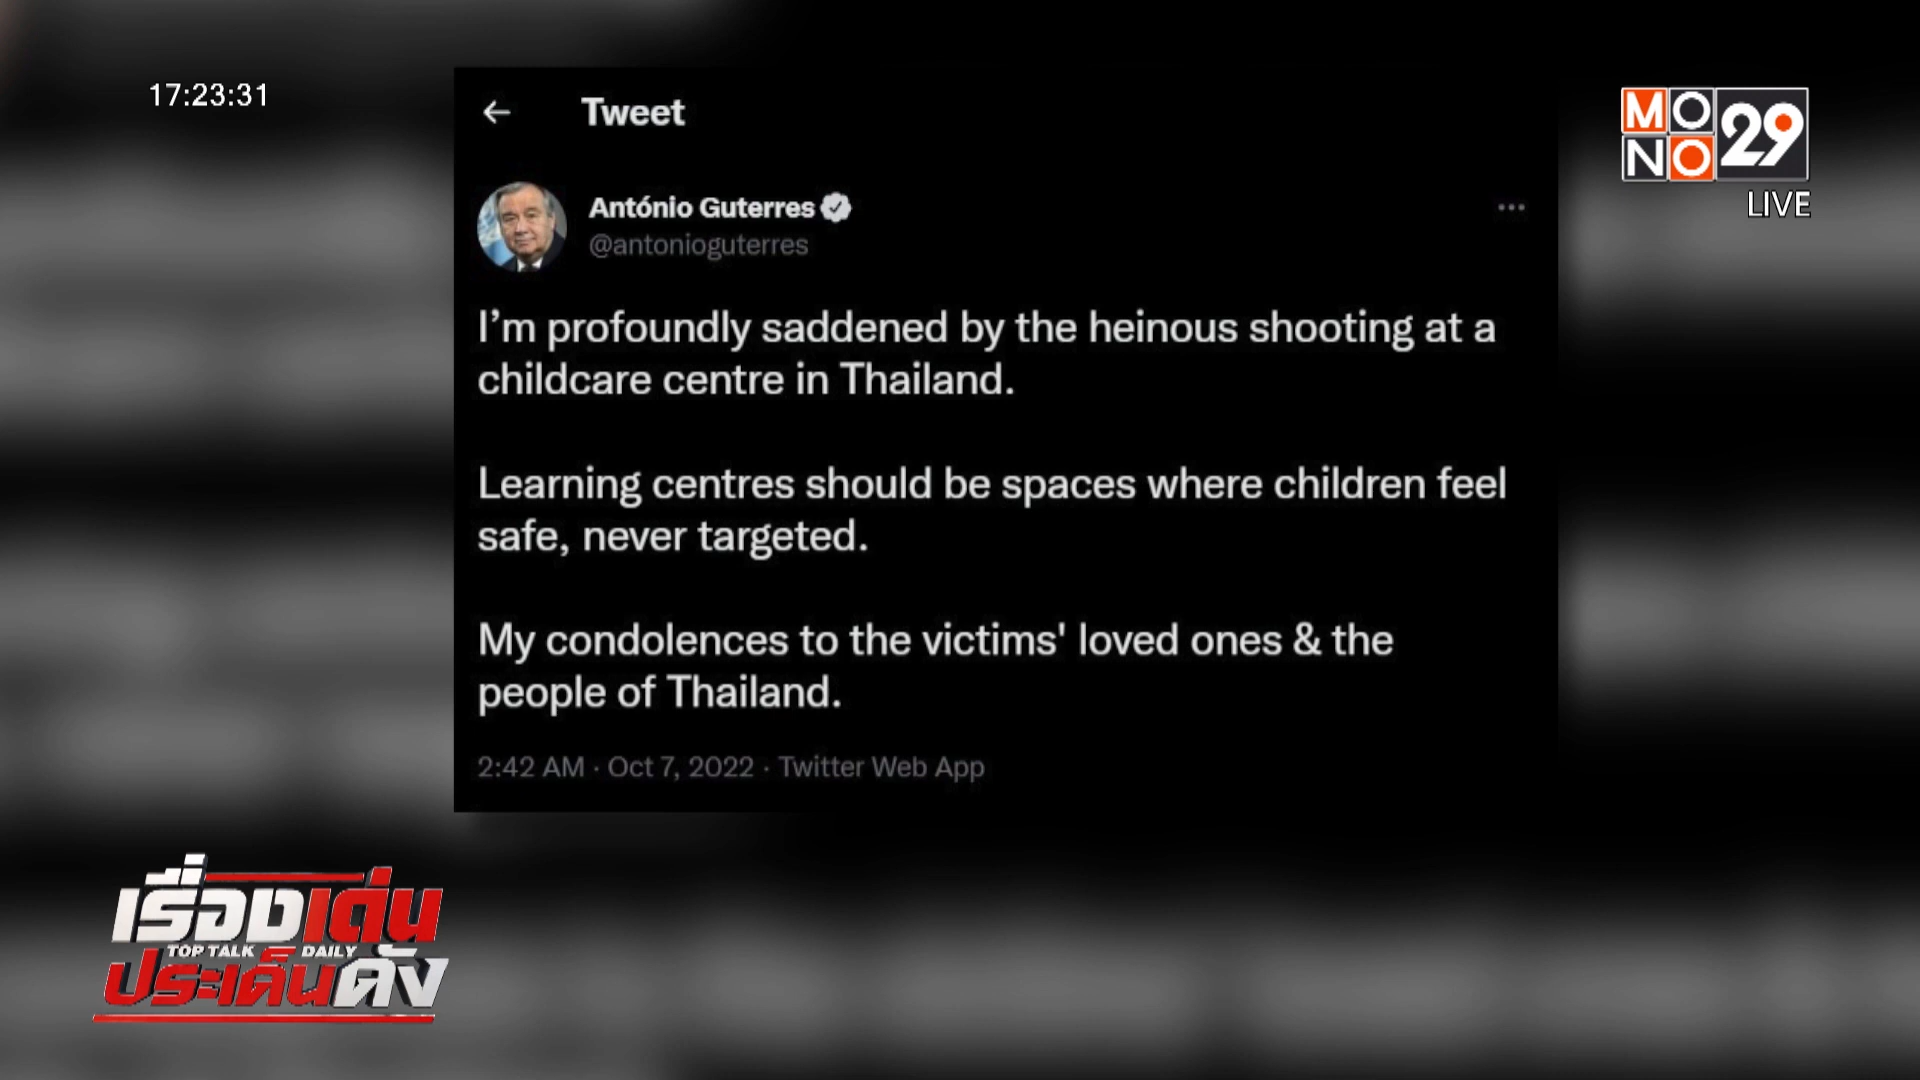 17:23:31
MONO 29
LIVE
Tweet
António Guterres
@antonioguterres
I’m profoundly saddened by the heinous shooting at a
childcare centre in Thailand.
Learning centres should be spaces where children feel
safe, never targeted.
My condolences to the victims' loved ones & the
people of Thailand.
2:42 AM · Oct 7, 2022 · Twitter Web App
เรื่องเด่น
TOP TALK DAILY
ประเด็นดัง